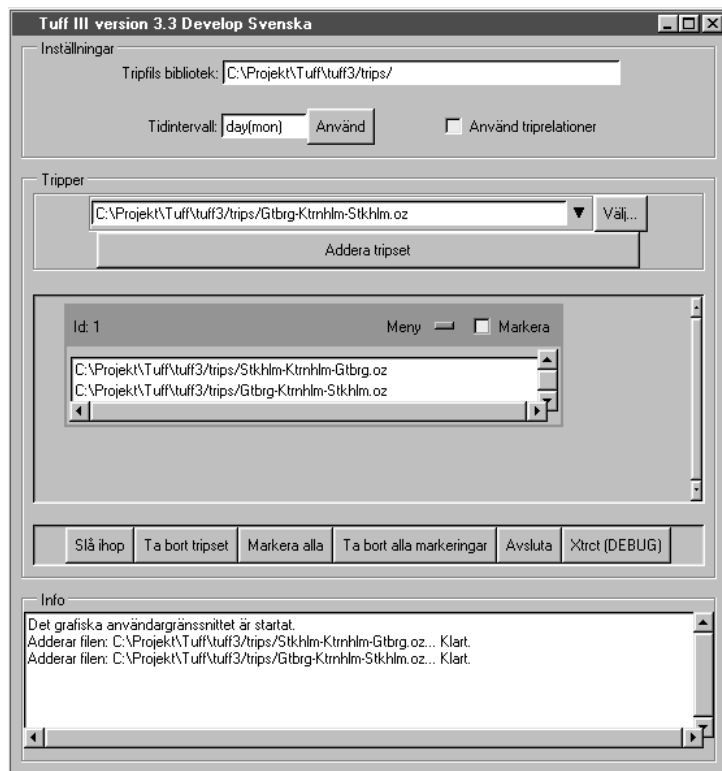 Tuff III version 3.3 Develop Svenska
Inställningar
Tripfils bibliotek: C:\Projekt\Tuff\tuff3/trips/
Tidintervall: day(mon) Använd Använd triprelationer
Tripper
C:\Projekt\Tuff\tuff3/trips/Gtbrg-Ktrnhlm-Stkhlm.oz Välj...
Addera tripset
Id: 1 Meny Markera
C:\Projekt\Tuff\tuff3/trips/Stkhlm-Ktrnhlm-Gtbrg.oz
C:\Projekt\Tuff\tuff3/trips/Gtbrg-Ktrnhlm-Stkhlm.oz
Slå ihop Ta bort tripset Markera alla Ta bort alla markeringar Avsluta Xtrct (DEBUG)
Info
Det grafiska användargränssnittet är startat.
Adderar filen: C:\Projekt\Tuff\tuff3/trips/Stkhlm-Ktrnhlm-Gtbrg.oz... Klart.
Adderar filen: C:\Projekt\Tuff\tuff3/trips/Gtbrg-Ktrnhlm-Stkhlm.oz... Klart.